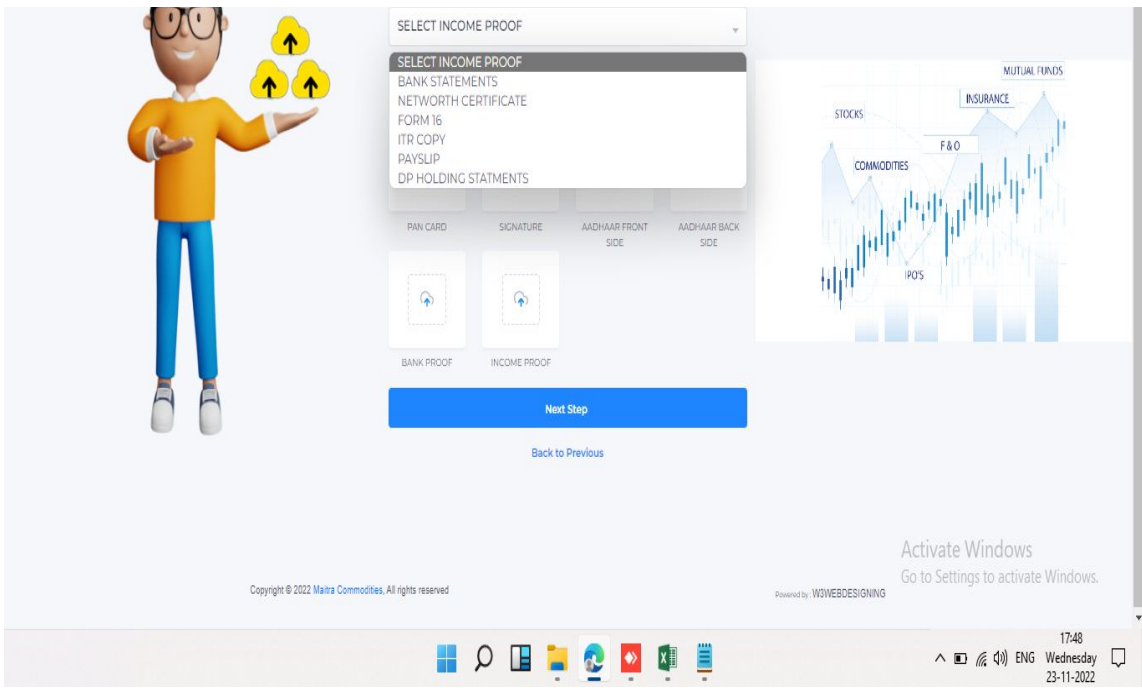 SELECT INCOME PROOF
SELECT INCOME PROOF
BANK STATEMENTS
NETWORTH CERTIFICATE
FORM 16
ITR COPY
PAYSLIP
DP HOLDING STATMENTS
PAN CARD
SIGNATURE
AADHAAR FRONT
SIDE
AADHAAR BACK
SIDE
BANK PROOF
INCOME PROOF
Next Step
Back to Previous
MUTUAL FUNDS
INSURANCE
STOCKS
F & O
COMMODITIES
IPO'S
Activate Windows
Go to Settings to activate Windows.
Copyright © 2022 Maitra Commodities, All rights reserved
Powered by : W3WEBDESIGNING
ENG
17:48
Wednesday
23-11-2022